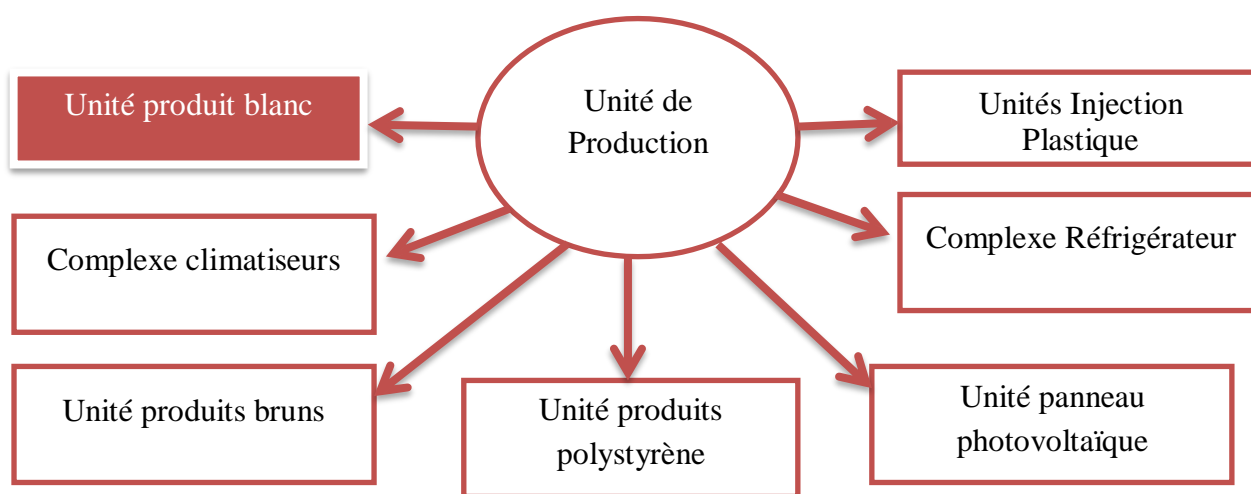 Unité produit blanc
Unité de
Production
Unités Injection
Plastique
Complexe climatiseurs
Complexe Réfrigérateur
Unité produits bruns
Unité produits
polystyrène
Unité panneau
photovoltaïque